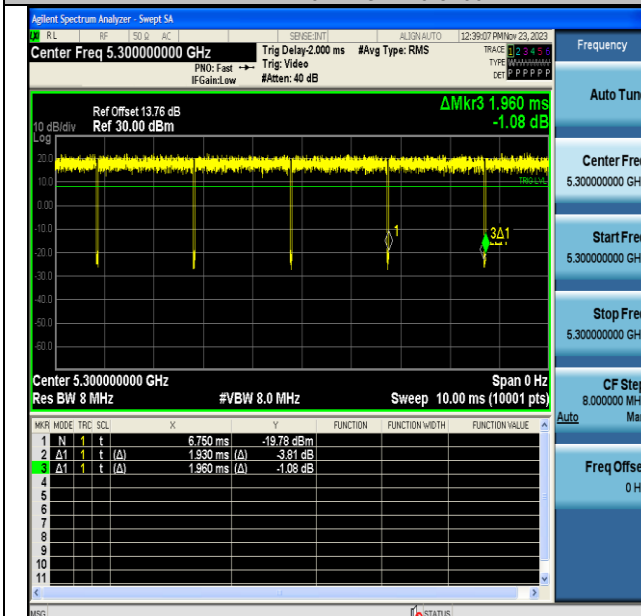 Agilent Spectrum Analyzer - Swept SA
LXI RL RF 50 Ω AC SENSE:INT ALIGN AUTO 12:39:07 PM Nov 23, 2023
Center Freq 5.300000000 GHz Trig Delay-2.000 ms #Avg Type: RMS TRACE 1 2 3 4 5 6
PNO: Fast Trig: Video TYPE
IFGain:Low #Atten: 40 dB DET P P P P P P
Frequency
Auto Tun
ΔMkr3 1.960 ms
Ref Offset 13.76 dB
10 dB/div Ref 30.00 dBm -1.08 dB
Log
20.0
10.0
TRIG LVL
0.00
-10.0
1
3Δ1
-20.0
-30.0
-40.0
-50.0
-60.0
Center Fre
5.300000000 GH
Start Fre
5.300000000 GH
Stop Fre
5.300000000 GH
Center 5.300000000 GHz Span 0 Hz
Res BW 8 MHz #VBW 8.0 MHz Sweep 10.00 ms (10001 pts)
CF Ste
8.000000 MH
Auto Ma
MKR MODE TRC SCL X Y FUNCTION FUNCTION WIDTH FUNCTION VALUE
1 N 1 t 6.750 ms -19.78 dBm
2 Δ1 1 t (Δ) 1.930 ms (Δ) -3.81 dB
3 Δ1 1 t (Δ) 1.960 ms (Δ) -1.08 dB
4
5
6
7
8
9
10
11
Freq Offse
0 H
MSG STATUS